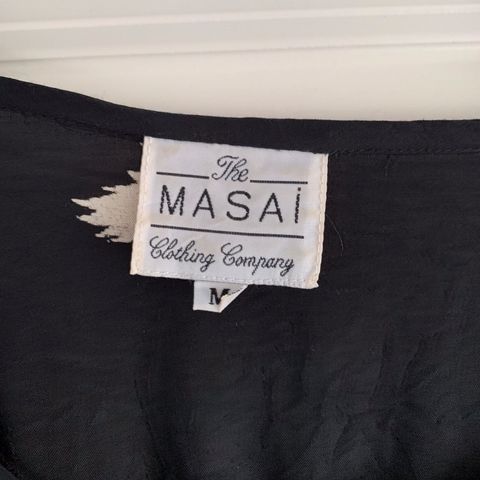 The
MASAi
Clothing Company
M